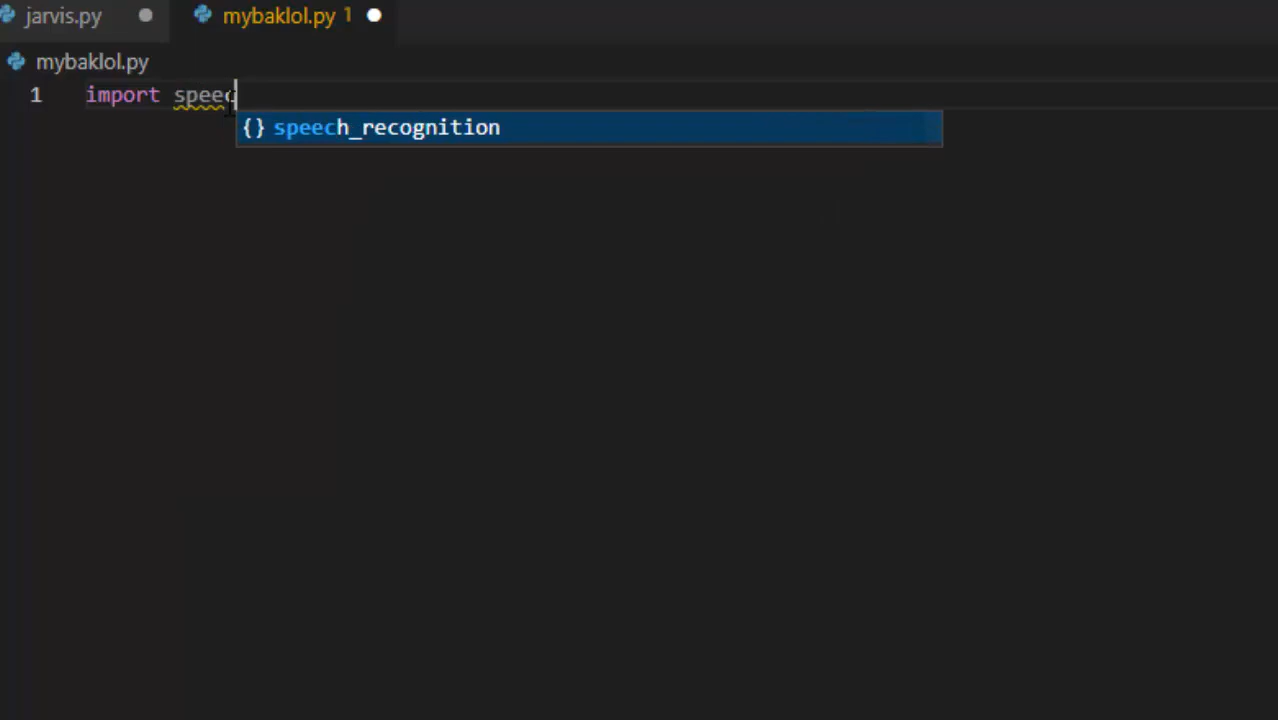 jarvis.py
mybaklol.py 1
mybaklol.py
1 import speec
{} speech_recognition